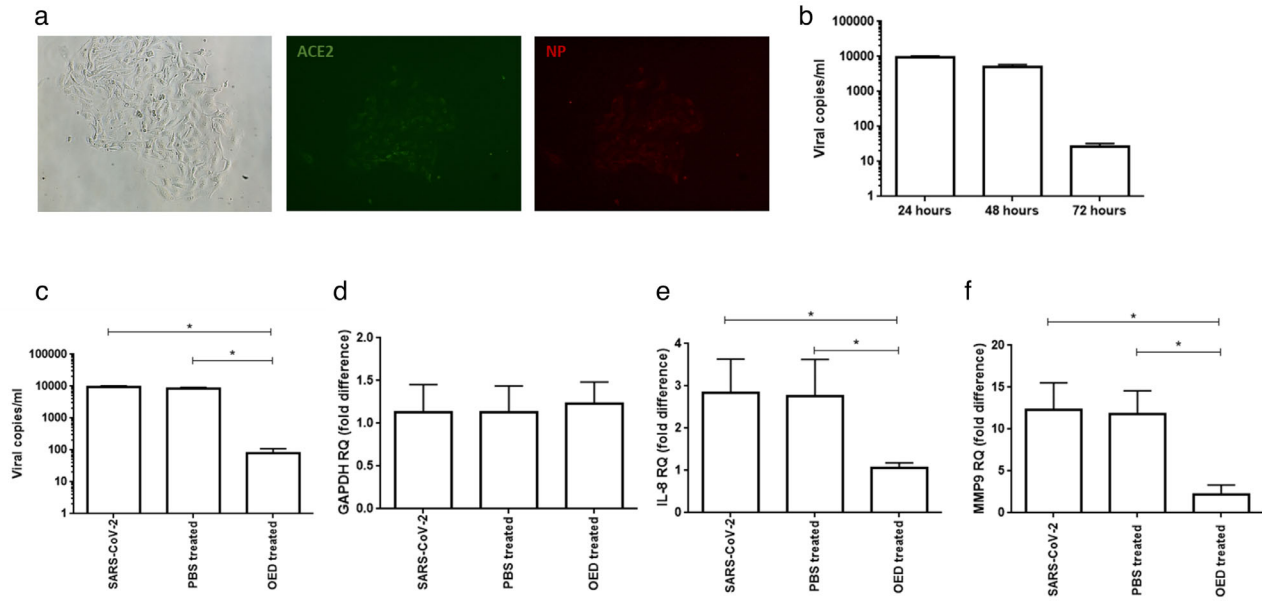 a
ACE2
NP
b
Viral copies/ml
100000
10000
1000
100
10
1
24 hours
48 hours
72 hours
c
Viral copies/ml
100000
10000
1000
100
10
1
*
*
SARS-CoV-2
PBS treated
OED treated
d
GAPDH RQ (fold difference)
2.0
1.5
1.0
0.5
0.0
SARS-CoV-2
PBS treated
OED treated
e
IL-8 RQ (fold difference)
4
3
2
1
0
*
*
SARS-CoV-2
PBS treated
OED treated
f
MMP9 RQ (fold difference)
20
15
10
5
0
*
*
SARS-CoV-2
PBS treated
OED treated